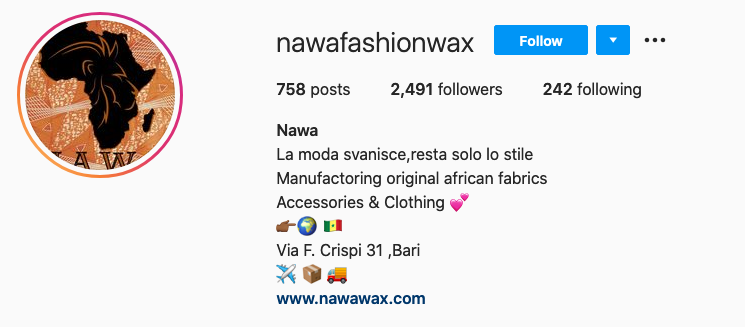 nawafashionwax Follow
758 posts 2,491 followers 242 following
Nawa
La moda svanisce,resta solo lo stile
Manufactoring original african fabrics
Accessories & Clothing 💕
👉🏾🌍 🇸🇳
Via F. Crispi 31 ,Bari
✈️ 📦 🚚
www.nawawax.com
NAW